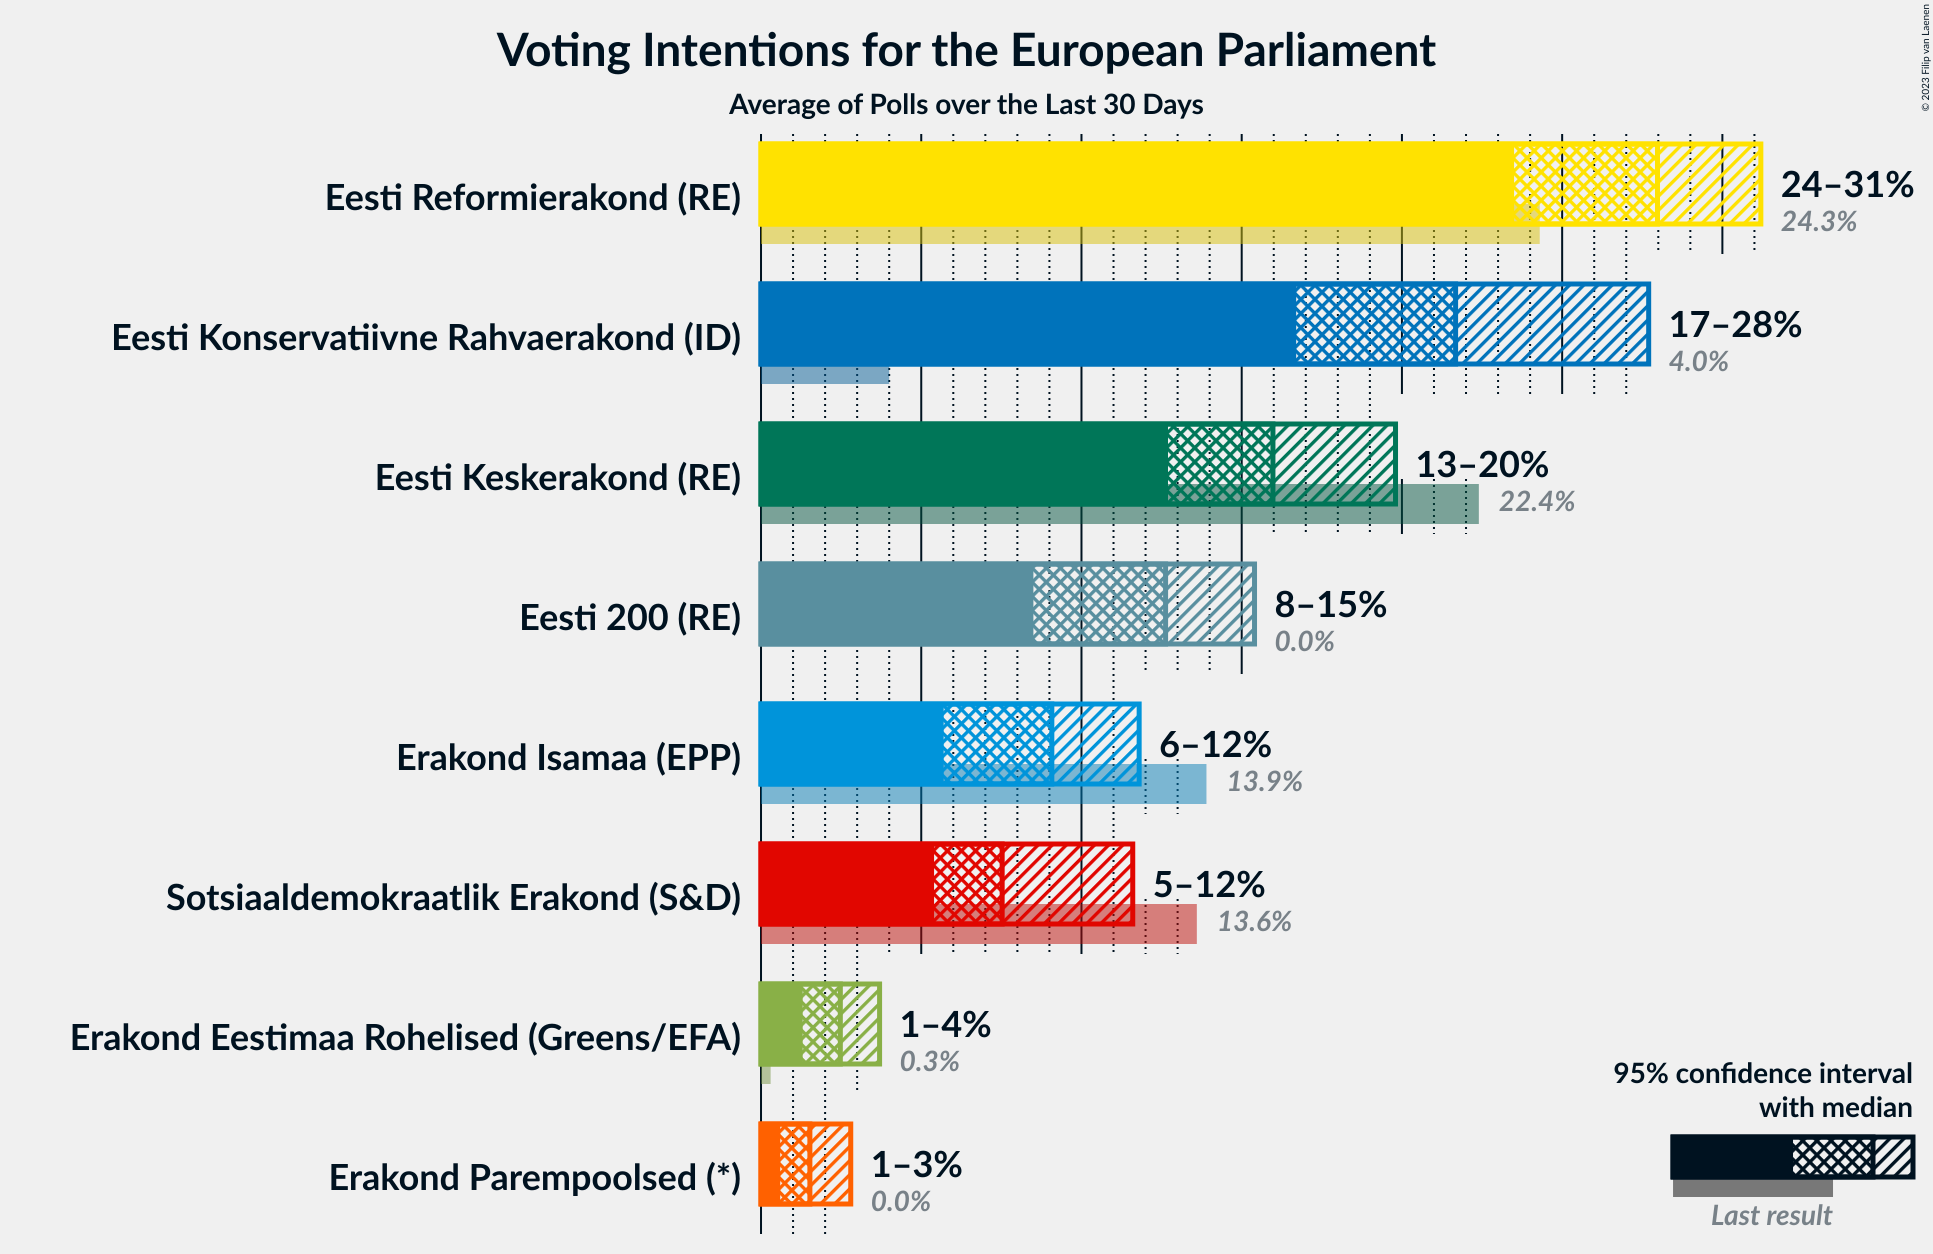 Voting Intentions for the European Parliament
Average of Polls over the Last 30 Days
© 2023 Filip van Laenen
Eesti Reformierakond (RE)
24–31%
24.3%
Eesti Konservatiivne Rahvaerakond (ID)
17–28%
4.0%
Eesti Keskerakond (RE)
13–20%
22.4%
Eesti 200 (RE)
8–15%
0.0%
Erakond Isamaa (EPP)
6–12%
13.9%
Sotsiaaldemokraatlik Erakond (S&D)
5–12%
13.6%
Erakond Eestimaa Rohelised (Greens/EFA)
1–4%
0.3%
Erakond Parempoolsed (*)
1–3%
0.0%
95% confidence interval
with median
Last result